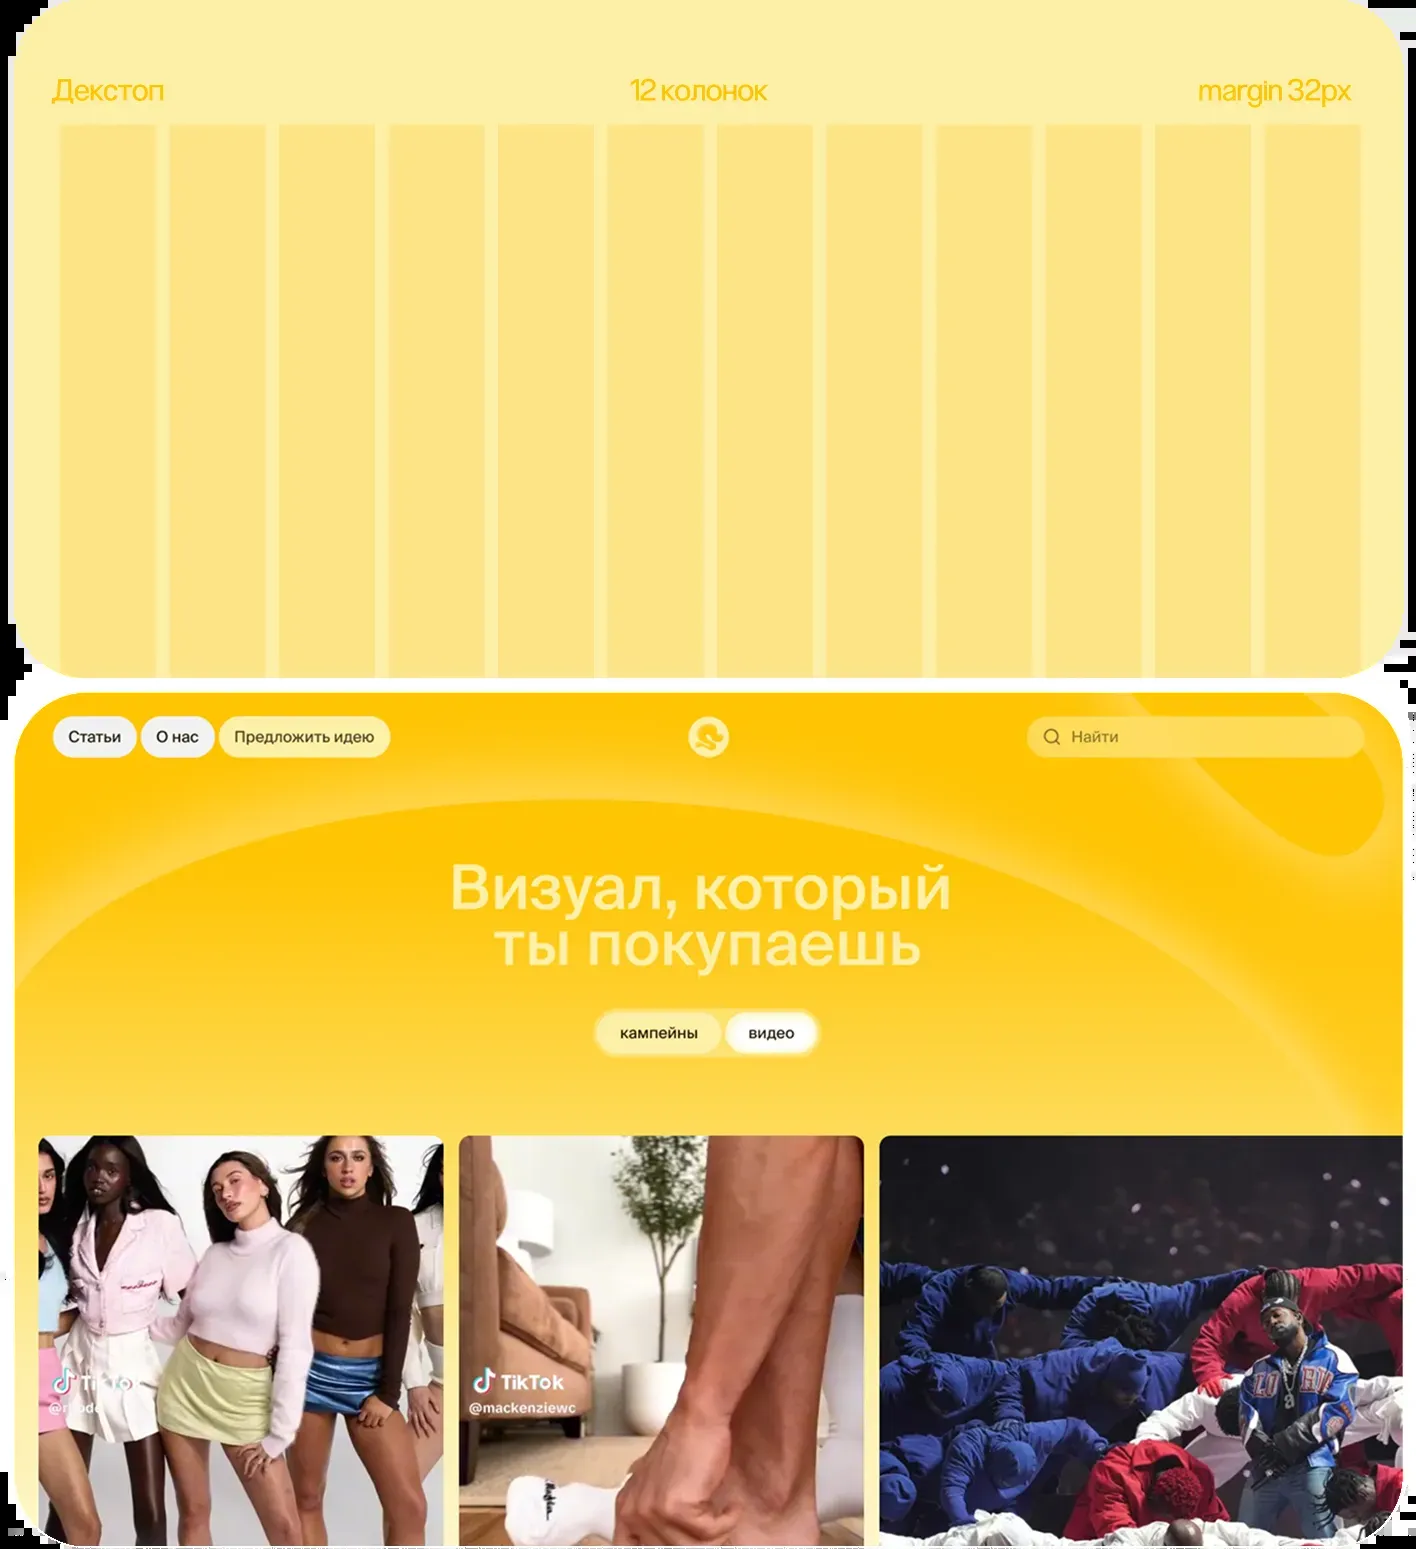 Декстоп
12 колонок
margin 32px
Статьи
О нас
Предложить идею
Найти
Визуал, который
ты покупаешь
кампейны
видео
TikTok
TikTok
@mackenziewc